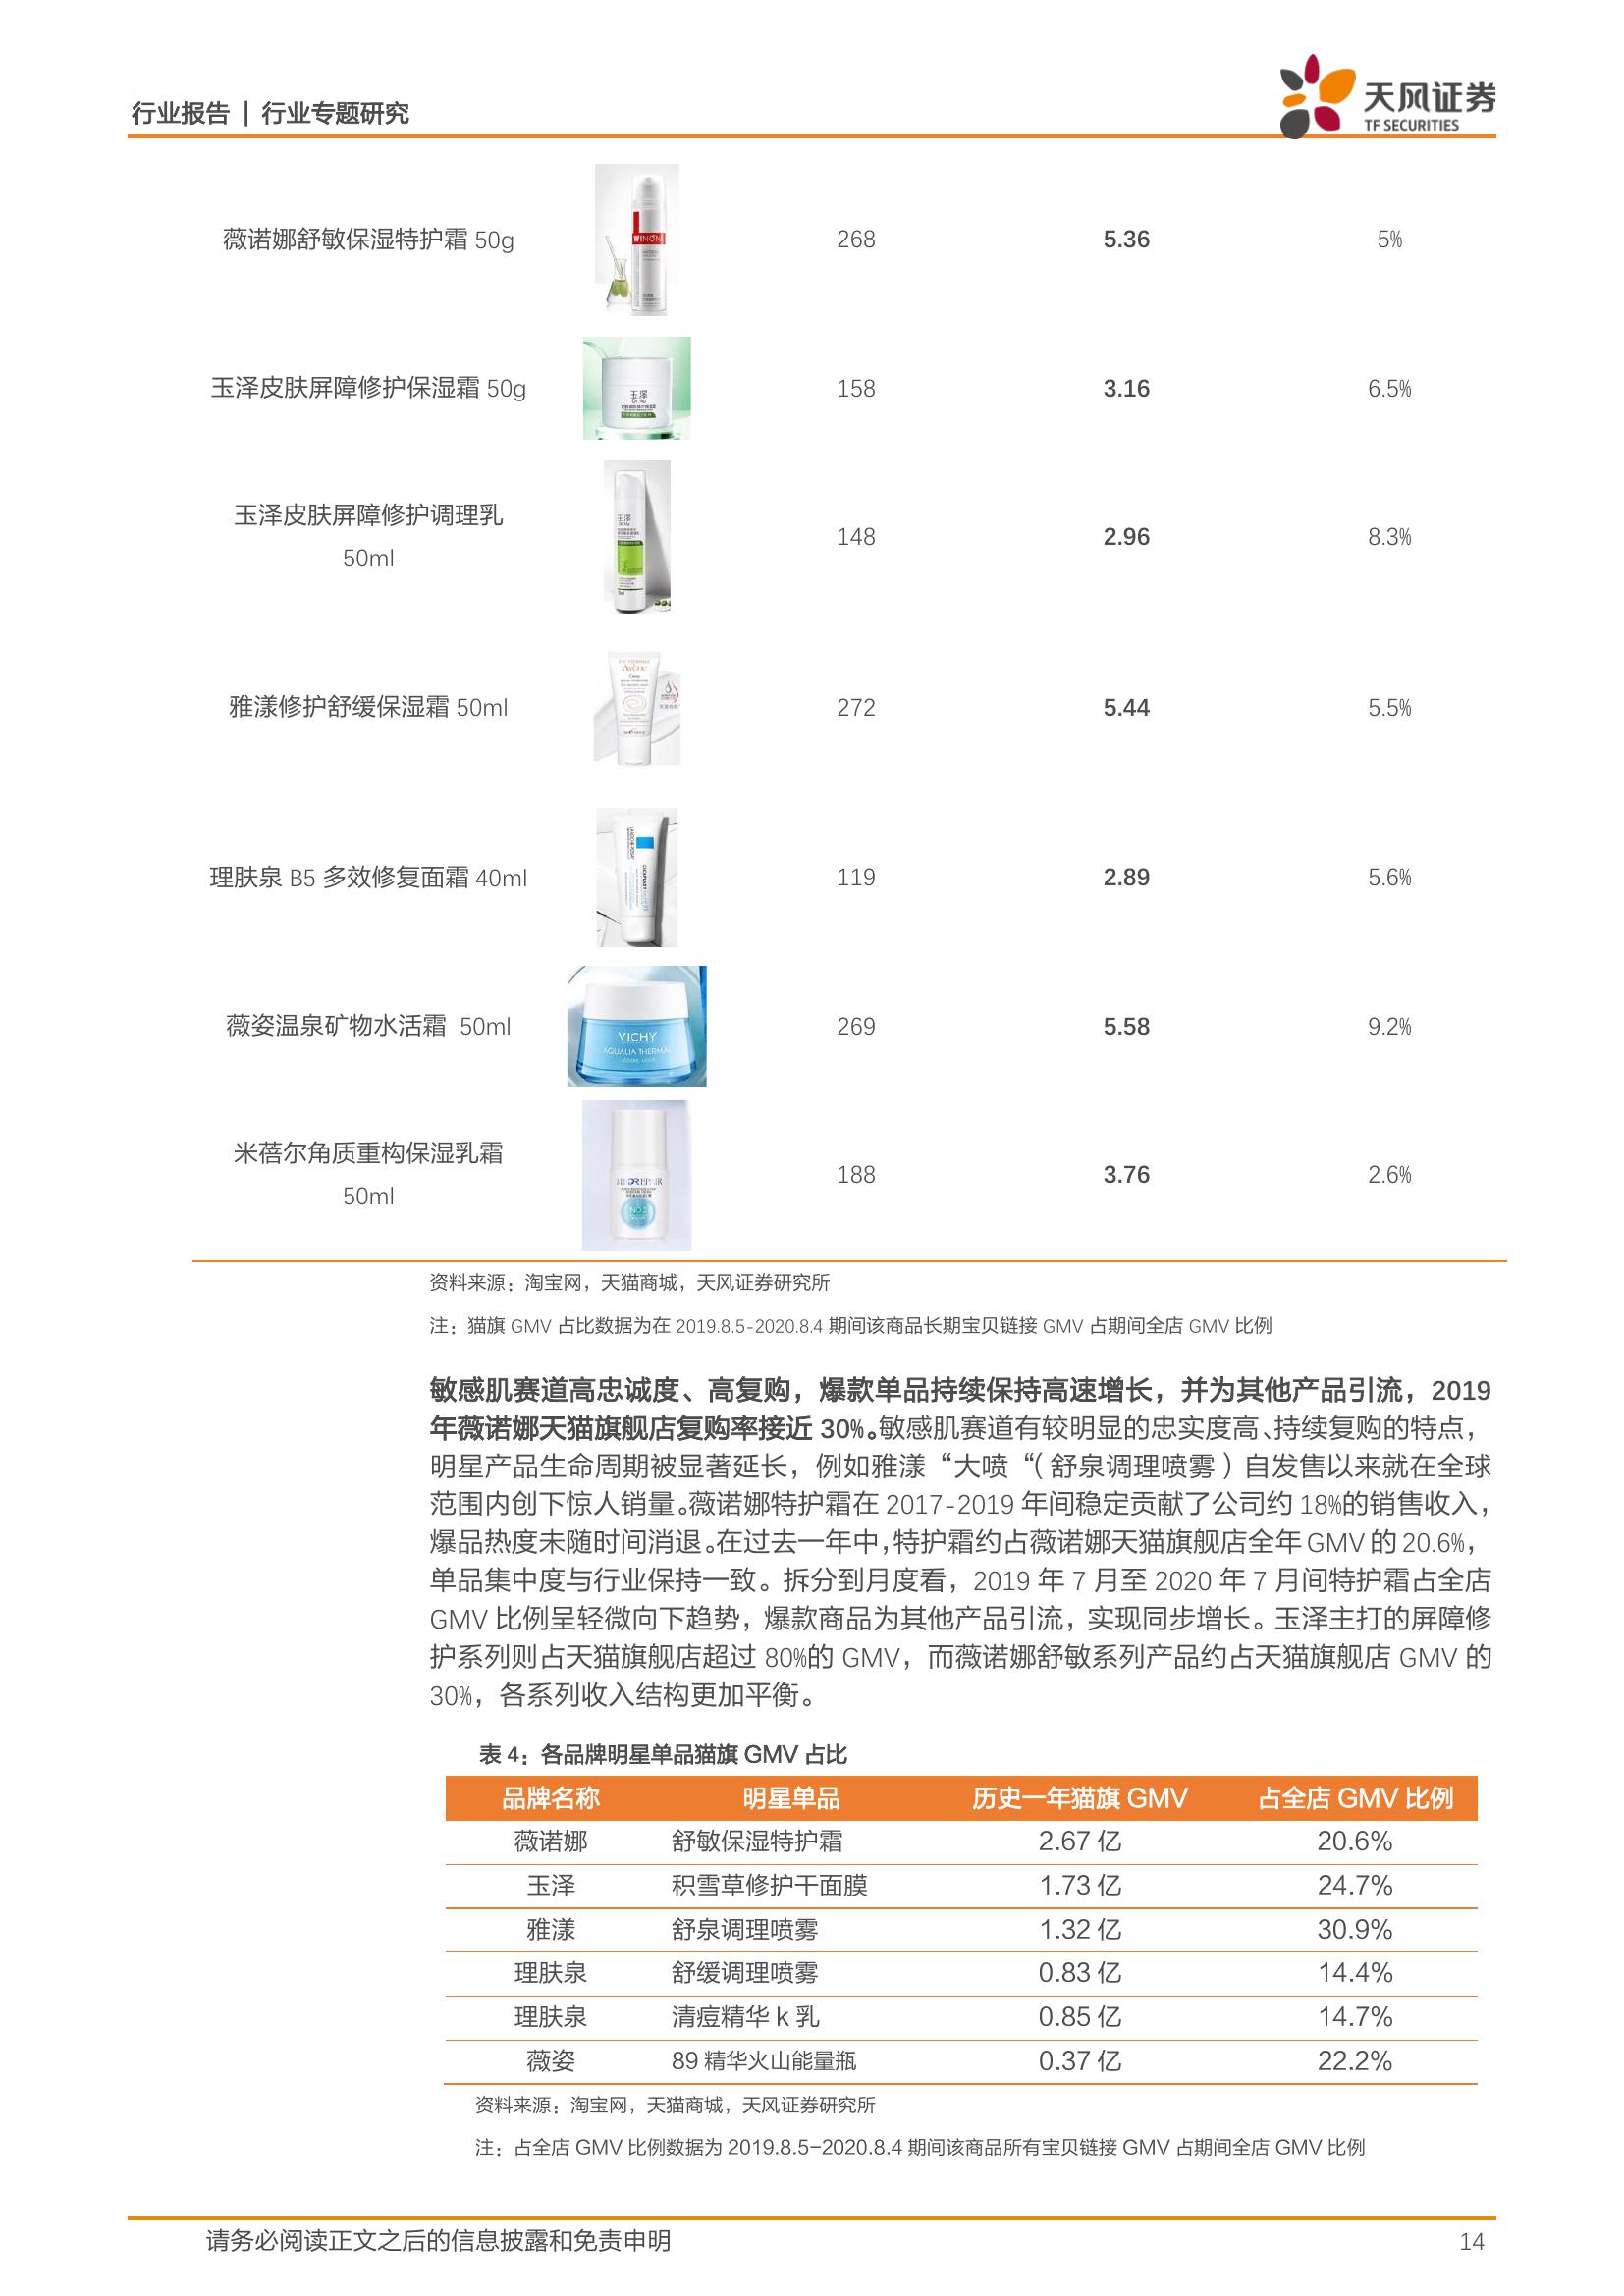 行业报告 | 行业专题研究
天风证券
TF SECURITIES
薇诺娜舒敏保湿特护霜 50g 268 5.36 5%
WINONA
玉泽皮肤屏障修护保湿霜 50g 158 3.16 6.5%
玉泽
玉泽皮肤屏障修护调理乳
50ml
148 2.96 8.3%
玉泽
雅漾修护舒缓保湿霜 50ml 272 5.44 5.5%
Avène
理肤泉 B5 多效修复面霜 40ml 119 2.89 5.6%
薇姿温泉矿物水活霜 50ml 269 5.58 9.2%
VICHY
AQUALIA THERMAL
米蓓尔角质重构保湿乳霜
50ml
188 3.76 2.6%
资料来源：淘宝网，天猫商城，天风证券研究所
注：猫旗 GMV 占比数据为在 2019.8.5-2020.8.4 期间该商品长期宝贝链接 GMV 占期间全店 GMV 比例
敏感肌赛道高忠诚度、高复购，爆款单品持续保持高速增长，并为其他产品引流，2019
年薇诺娜天猫旗舰店复购率接近 30%。敏感肌赛道有较明显的忠实度高、持续复购的特点，
明星产品生命周期被显著延长，例如雅漾“大喷“（舒泉调理喷雾）自发售以来就在全球
范围内创下惊人销量。薇诺娜特护霜在 2017-2019 年间稳定贡献了公司约 18%的销售收入，
爆品热度未随时间消退。在过去一年中，特护霜约占薇诺娜天猫旗舰店全年 GMV 的 20.6%，
单品集中度与行业保持一致。拆分到月度看，2019 年 7 月至 2020 年 7 月间特护霜占全店
GMV 比例呈轻微向下趋势，爆款商品为其他产品引流，实现同步增长。玉泽主打的屏障修
护系列则占天猫旗舰店超过 80%的 GMV，而薇诺娜舒敏系列产品约占天猫旗舰店 GMV 的
30%，各系列收入结构更加平衡。
表 4：各品牌明星单品猫旗 GMV 占比
品牌名称 明星单品 历史一年猫旗 GMV 占全店 GMV 比例
薇诺娜 舒敏保湿特护霜 2.67 亿 20.6%
玉泽 积雪草修护干面膜 1.73 亿 24.7%
雅漾 舒泉调理喷雾 1.32 亿 30.9%
理肤泉 舒缓调理喷雾 0.83 亿 14.4%
理肤泉 清痘精华 k 乳 0.85 亿 14.7%
薇姿 89 精华火山能量瓶 0.37 亿 22.2%
资料来源：淘宝网，天猫商城，天风证券研究所
注：占全店 GMV 比例数据为 2019.8.5-2020.8.4 期间该商品所有宝贝链接 GMV 占期间全店 GMV 比例
请务必阅读正文之后的信息披露和免责申明 14